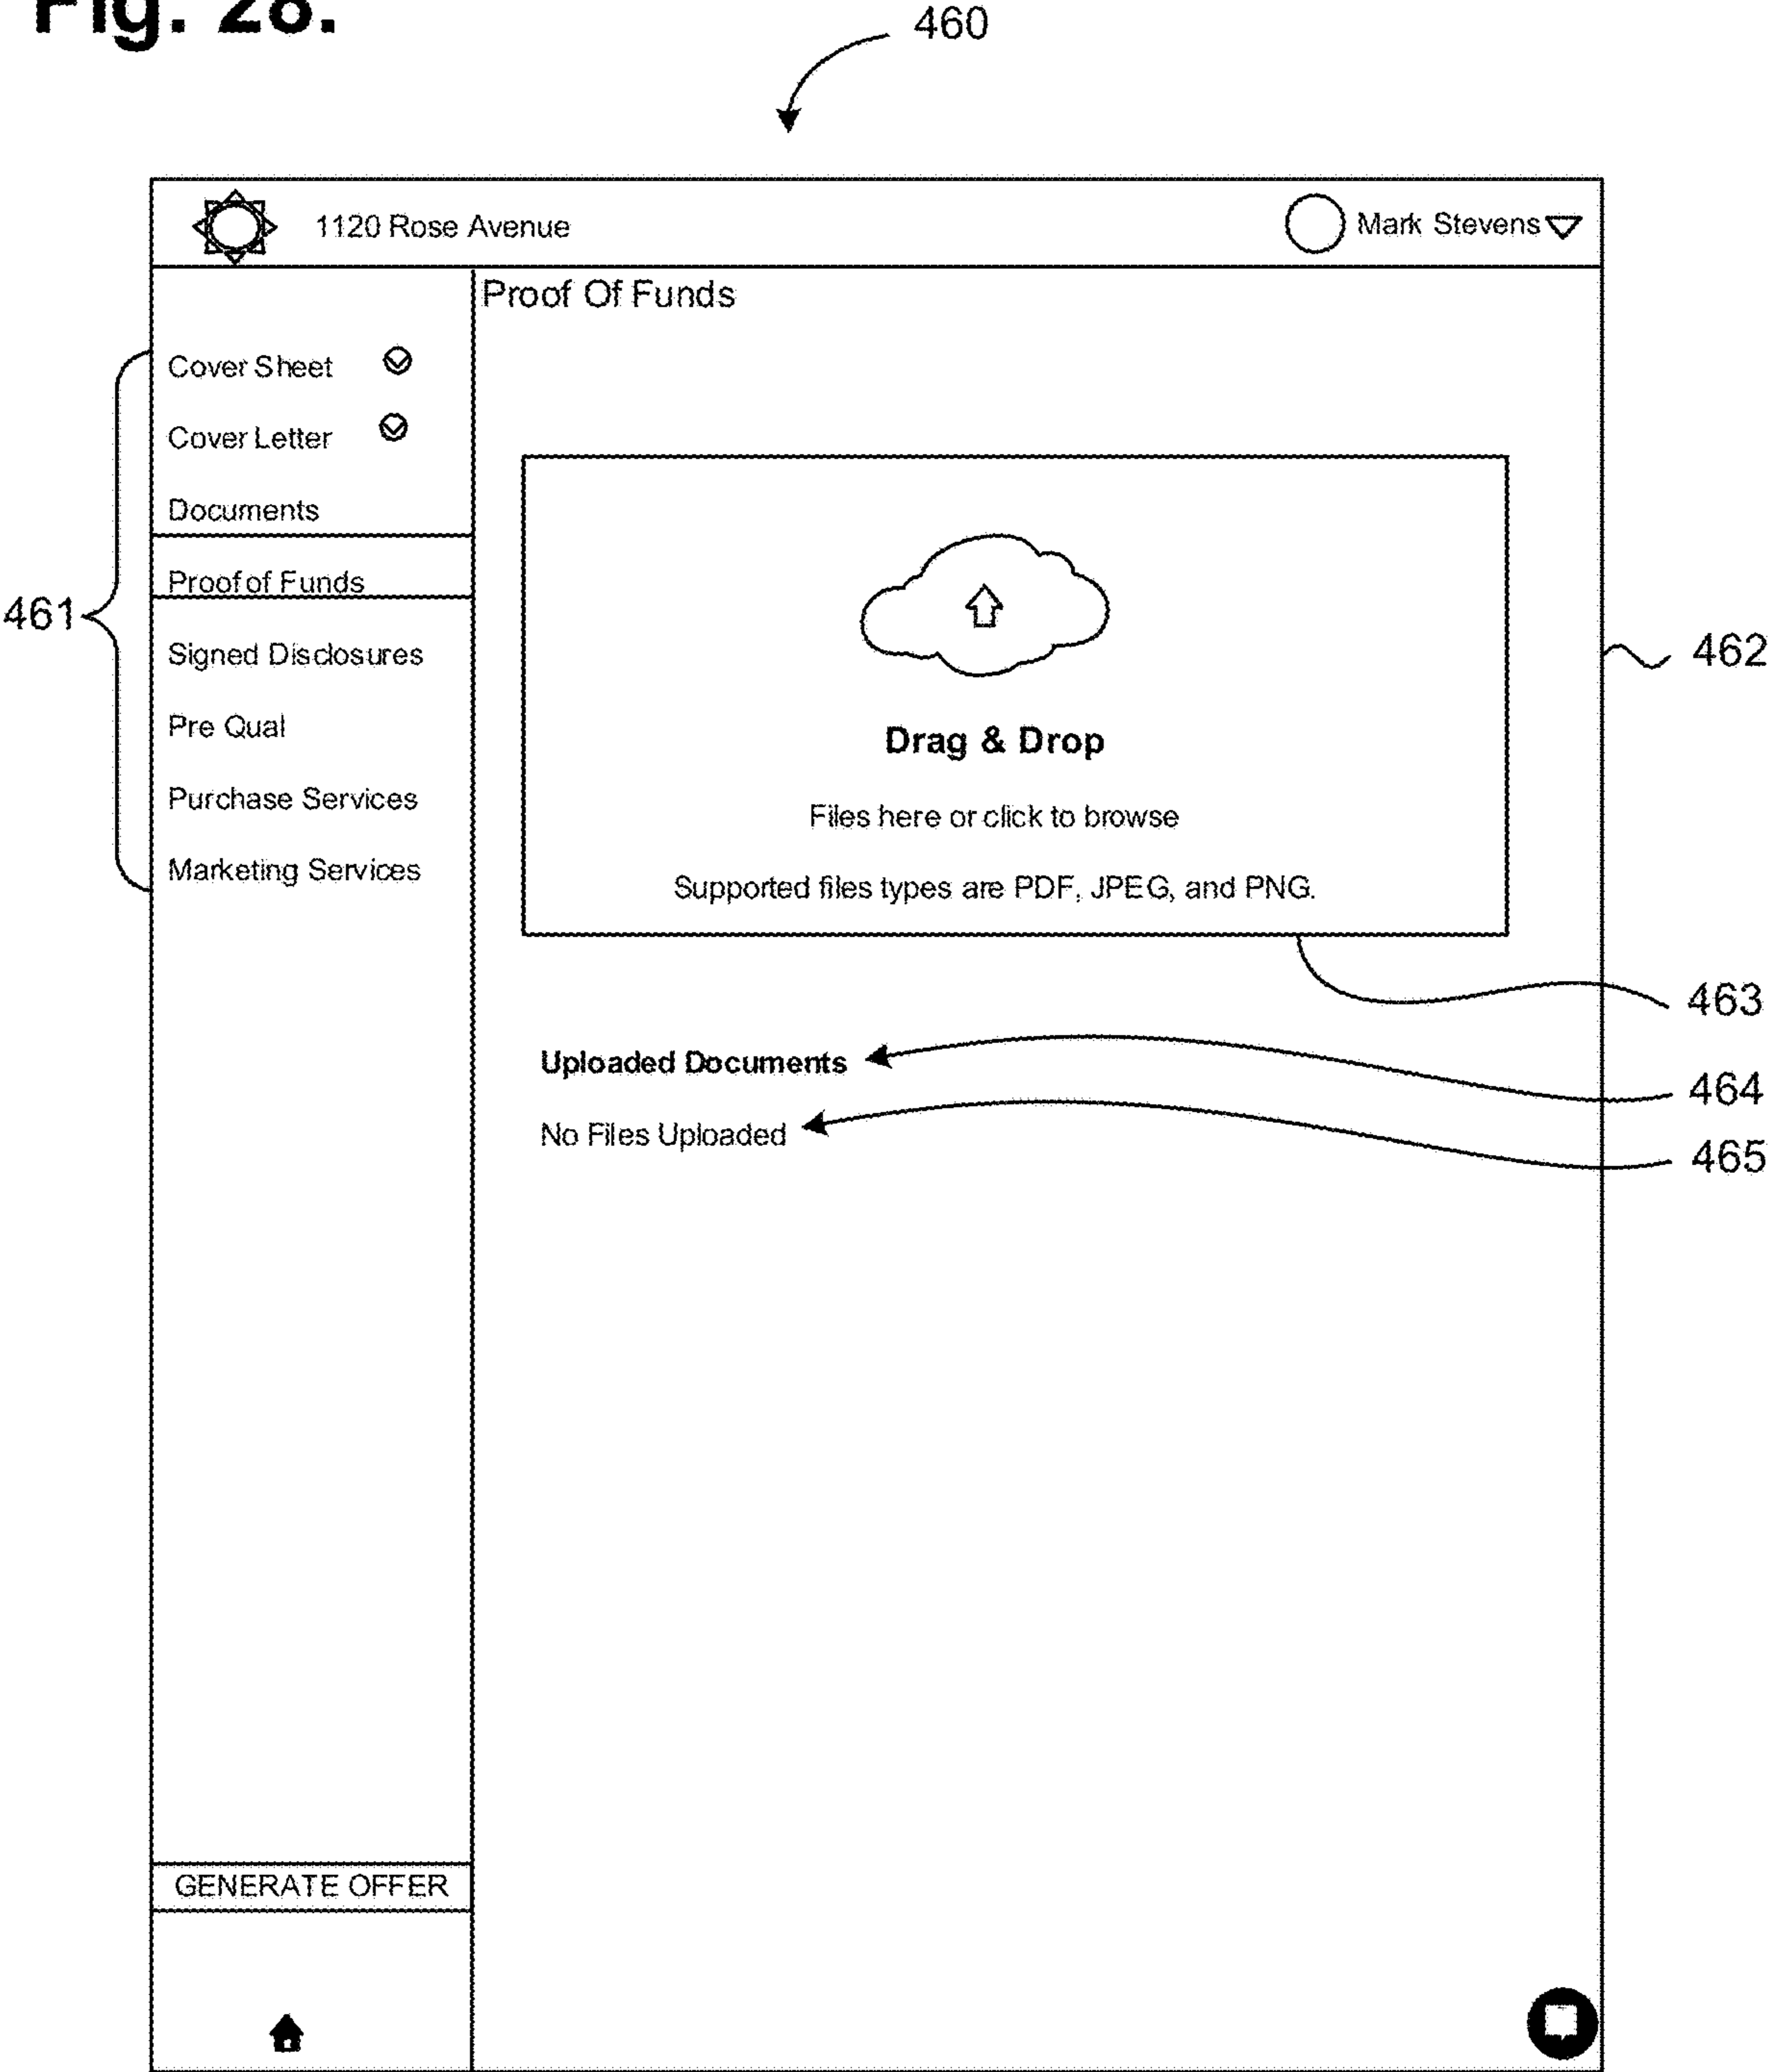 Fig. 28.
460
1120 Rose Avenue
Mark Stevens
Proof Of Funds
Cover Sheet
Cover Letter
Documents
Proof of Funds
461
Signed Disclosures
Pre Qual
Purchase Services
Marketing Services
462
Drag & Drop
Files here or click to browse
Supported files types are PDF, JPEG, and PNG.
463
Uploaded Documents
464
No Files Uploaded
465
GENERATE OFFER